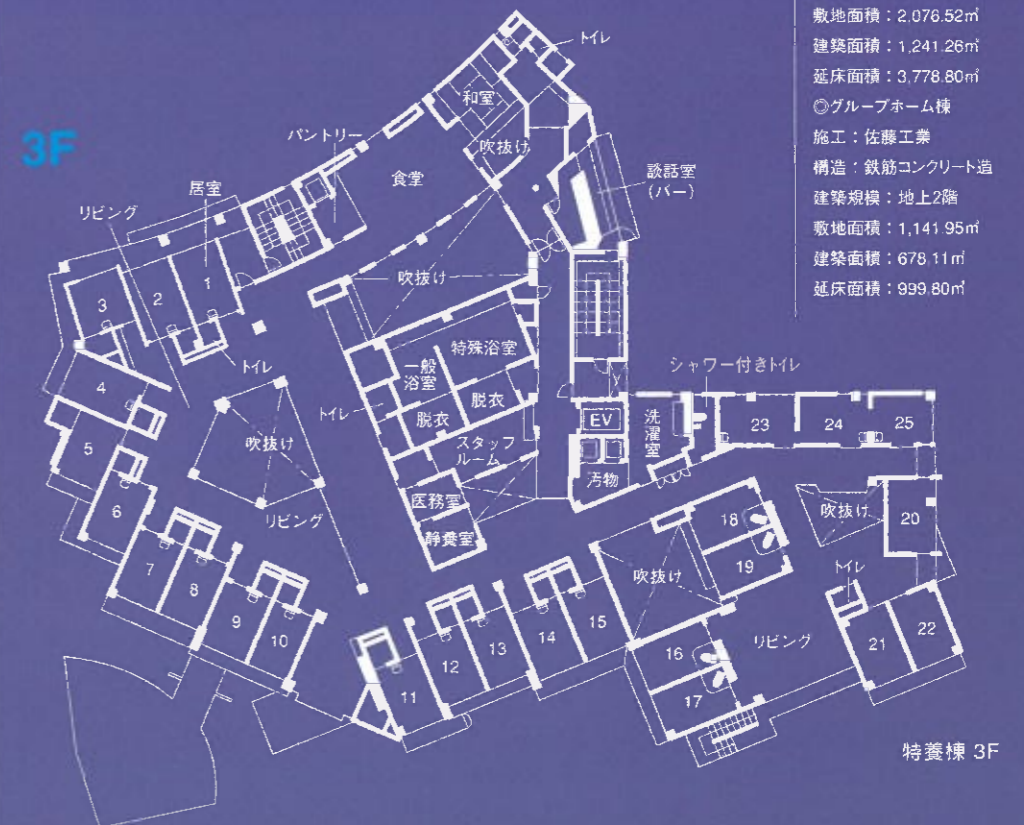 敷地面積：2,076.52㎡
建築面積：1,241.26㎡
延床面積：3,778.80㎡
◎グループホーム棟
施工：佐藤工業
構造：鉄筋コンクリート造
建築規模：地上2階
敷地面積：1,141.95㎡
建築面積：678.11㎡
延床面積：999.80㎡
3F
トイレ
和室
パントリー
吹抜け
食堂
談話室
(バー)
居室
リビング
吹抜け
1
2
3
特殊浴室
一般
浴室
シャワー付きトイレ
トイレ
4
トイレ
脱衣
脱衣
EV
洗濯室
23
24
25
吹抜け
スタッフ
ルーム
5
汚物
医務室
6
リビング
18
吹抜け
20
静養室
7
8
19
トイレ
吹抜け
9
10
15
14
13
12
11
16
リビング
22
21
17
特養棟 3F